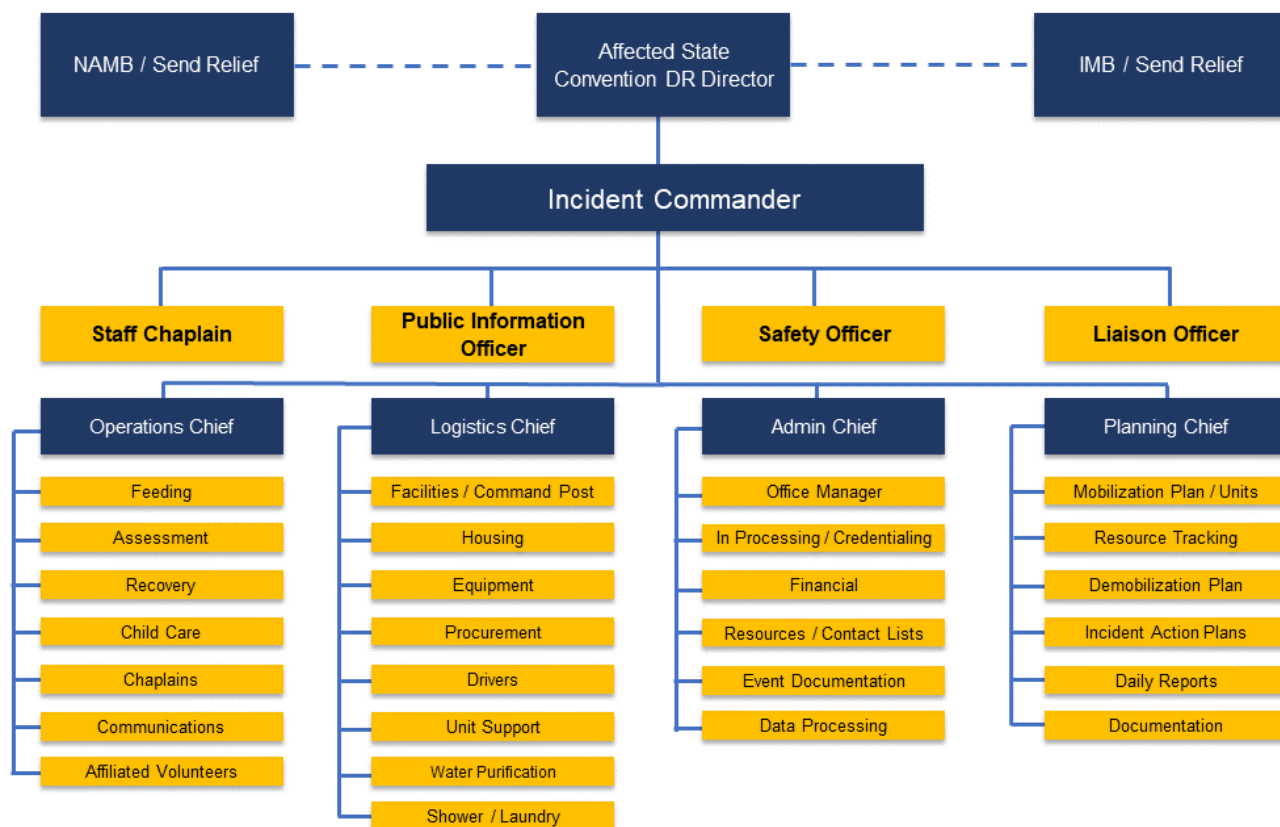 NAMB / Send Relief
Affected State
Convention DR Director
IMB / Send Relief
Incident Commander
Staff Chaplain
Public Information
Officer
Safety Officer
Liaison Officer
Operations Chief
Feeding
Assessment
Recovery
Child Care
Chaplains
Communications
Affiliated Volunteers
Logistics Chief
Facilities / Command Post
Housing
Equipment
Procurement
Drivers
Unit Support
Water Purification
Shower / Laundry
Admin Chief
Office Manager
In Processing / Credentialing
Financial
Resources / Contact Lists
Event Documentation
Data Processing
Planning Chief
Mobilization Plan / Units
Resource Tracking
Demobilization Plan
Incident Action Plans
Daily Reports
Documentation